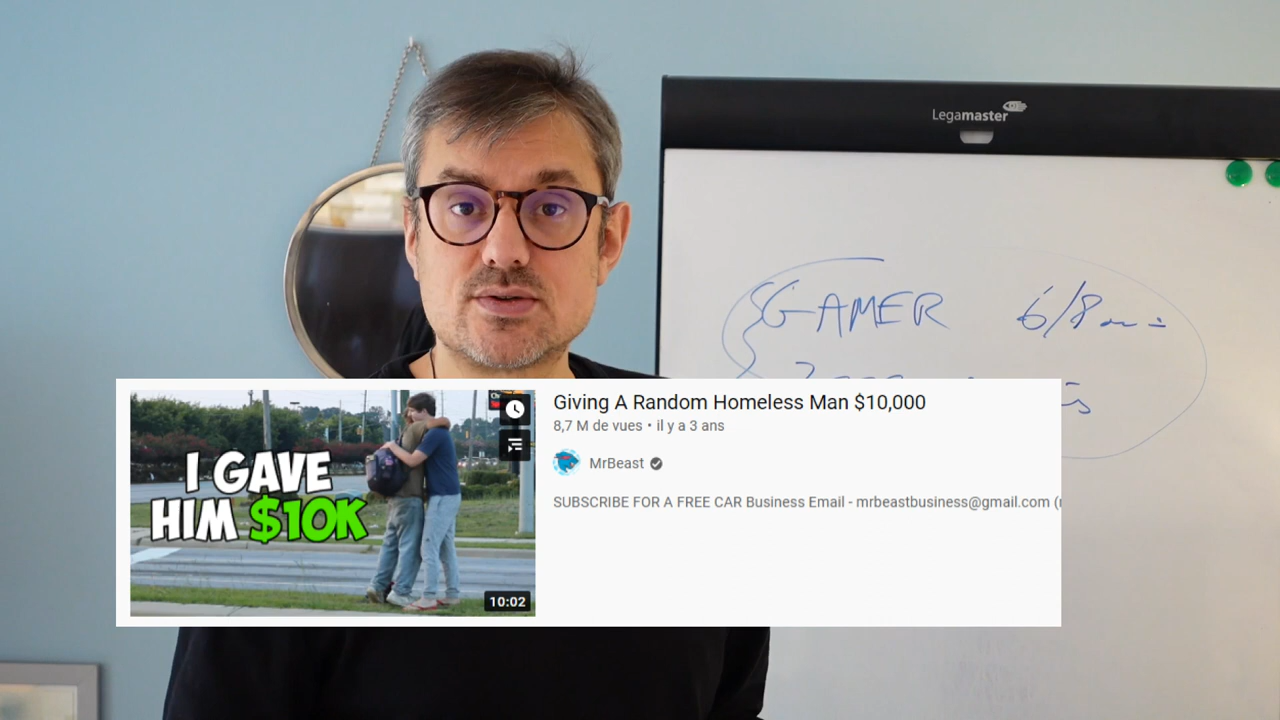 Legamaster
GAMER 6/8
I GAVE
HIM $10K
10:02
Giving A Random Homeless Man $10,000
8,7 M de vues • il y a 3 ans
MrBeast
SUBSCRIBE FOR A FREE CAR Business Email - mrbeastbusiness@gmail.com